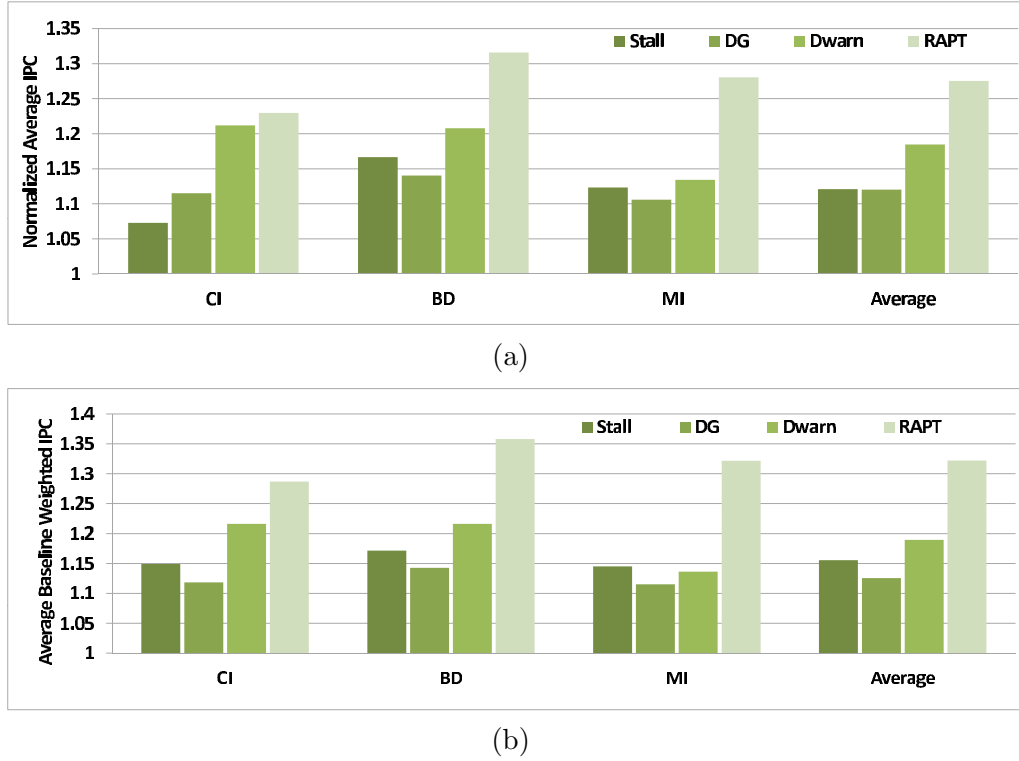 Normalized Average IPC
1.35
1.3
1.25
1.2
1.15
1.1
1.05
1
Stall DG Dwarn RAPT
CI BD MI Average
(a)
Average Baseline Weighted IPC
1.4
1.35
1.3
1.25
1.2
1.15
1.1
1.05
1
Stall DG Dwarn RAPT
CI BD MI Average
(b)